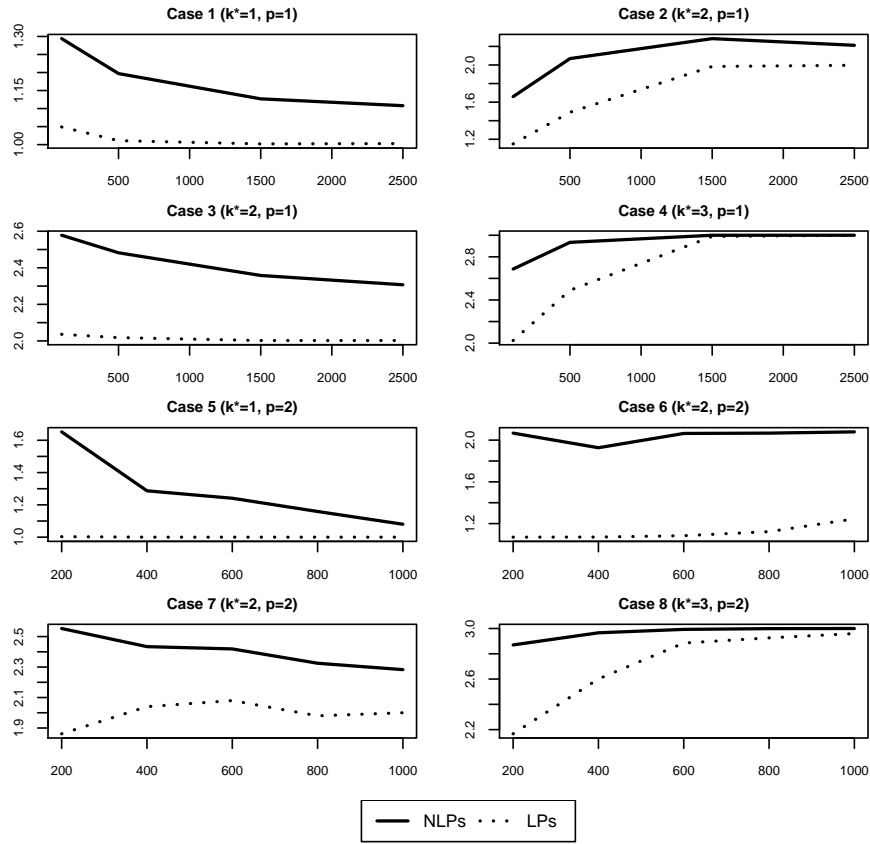 Case 1 (k*=1, p=1)
1.30
1.15
1.00
500 1000 1500 2000 2500
Case 2 (k*=2, p=1)
2.0
1.6
1.2
500 1000 1500 2000 2500
Case 3 (k*=2, p=1)
2.6
2.4
2.2
2.0
500 1000 1500 2000 2500
Case 4 (k*=3, p=1)
2.8
2.4
2.0
500 1000 1500 2000 2500
Case 5 (k*=1, p=2)
1.6
1.4
1.2
1.0
200 400 600 800 1000
Case 6 (k*=2, p=2)
2.0
1.6
1.2
200 400 600 800 1000
Case 7 (k*=2, p=2)
2.5
2.3
2.1
1.9
200 400 600 800 1000
Case 8 (k*=3, p=2)
3.0
2.6
2.2
200 400 600 800 1000
NLPs LPs